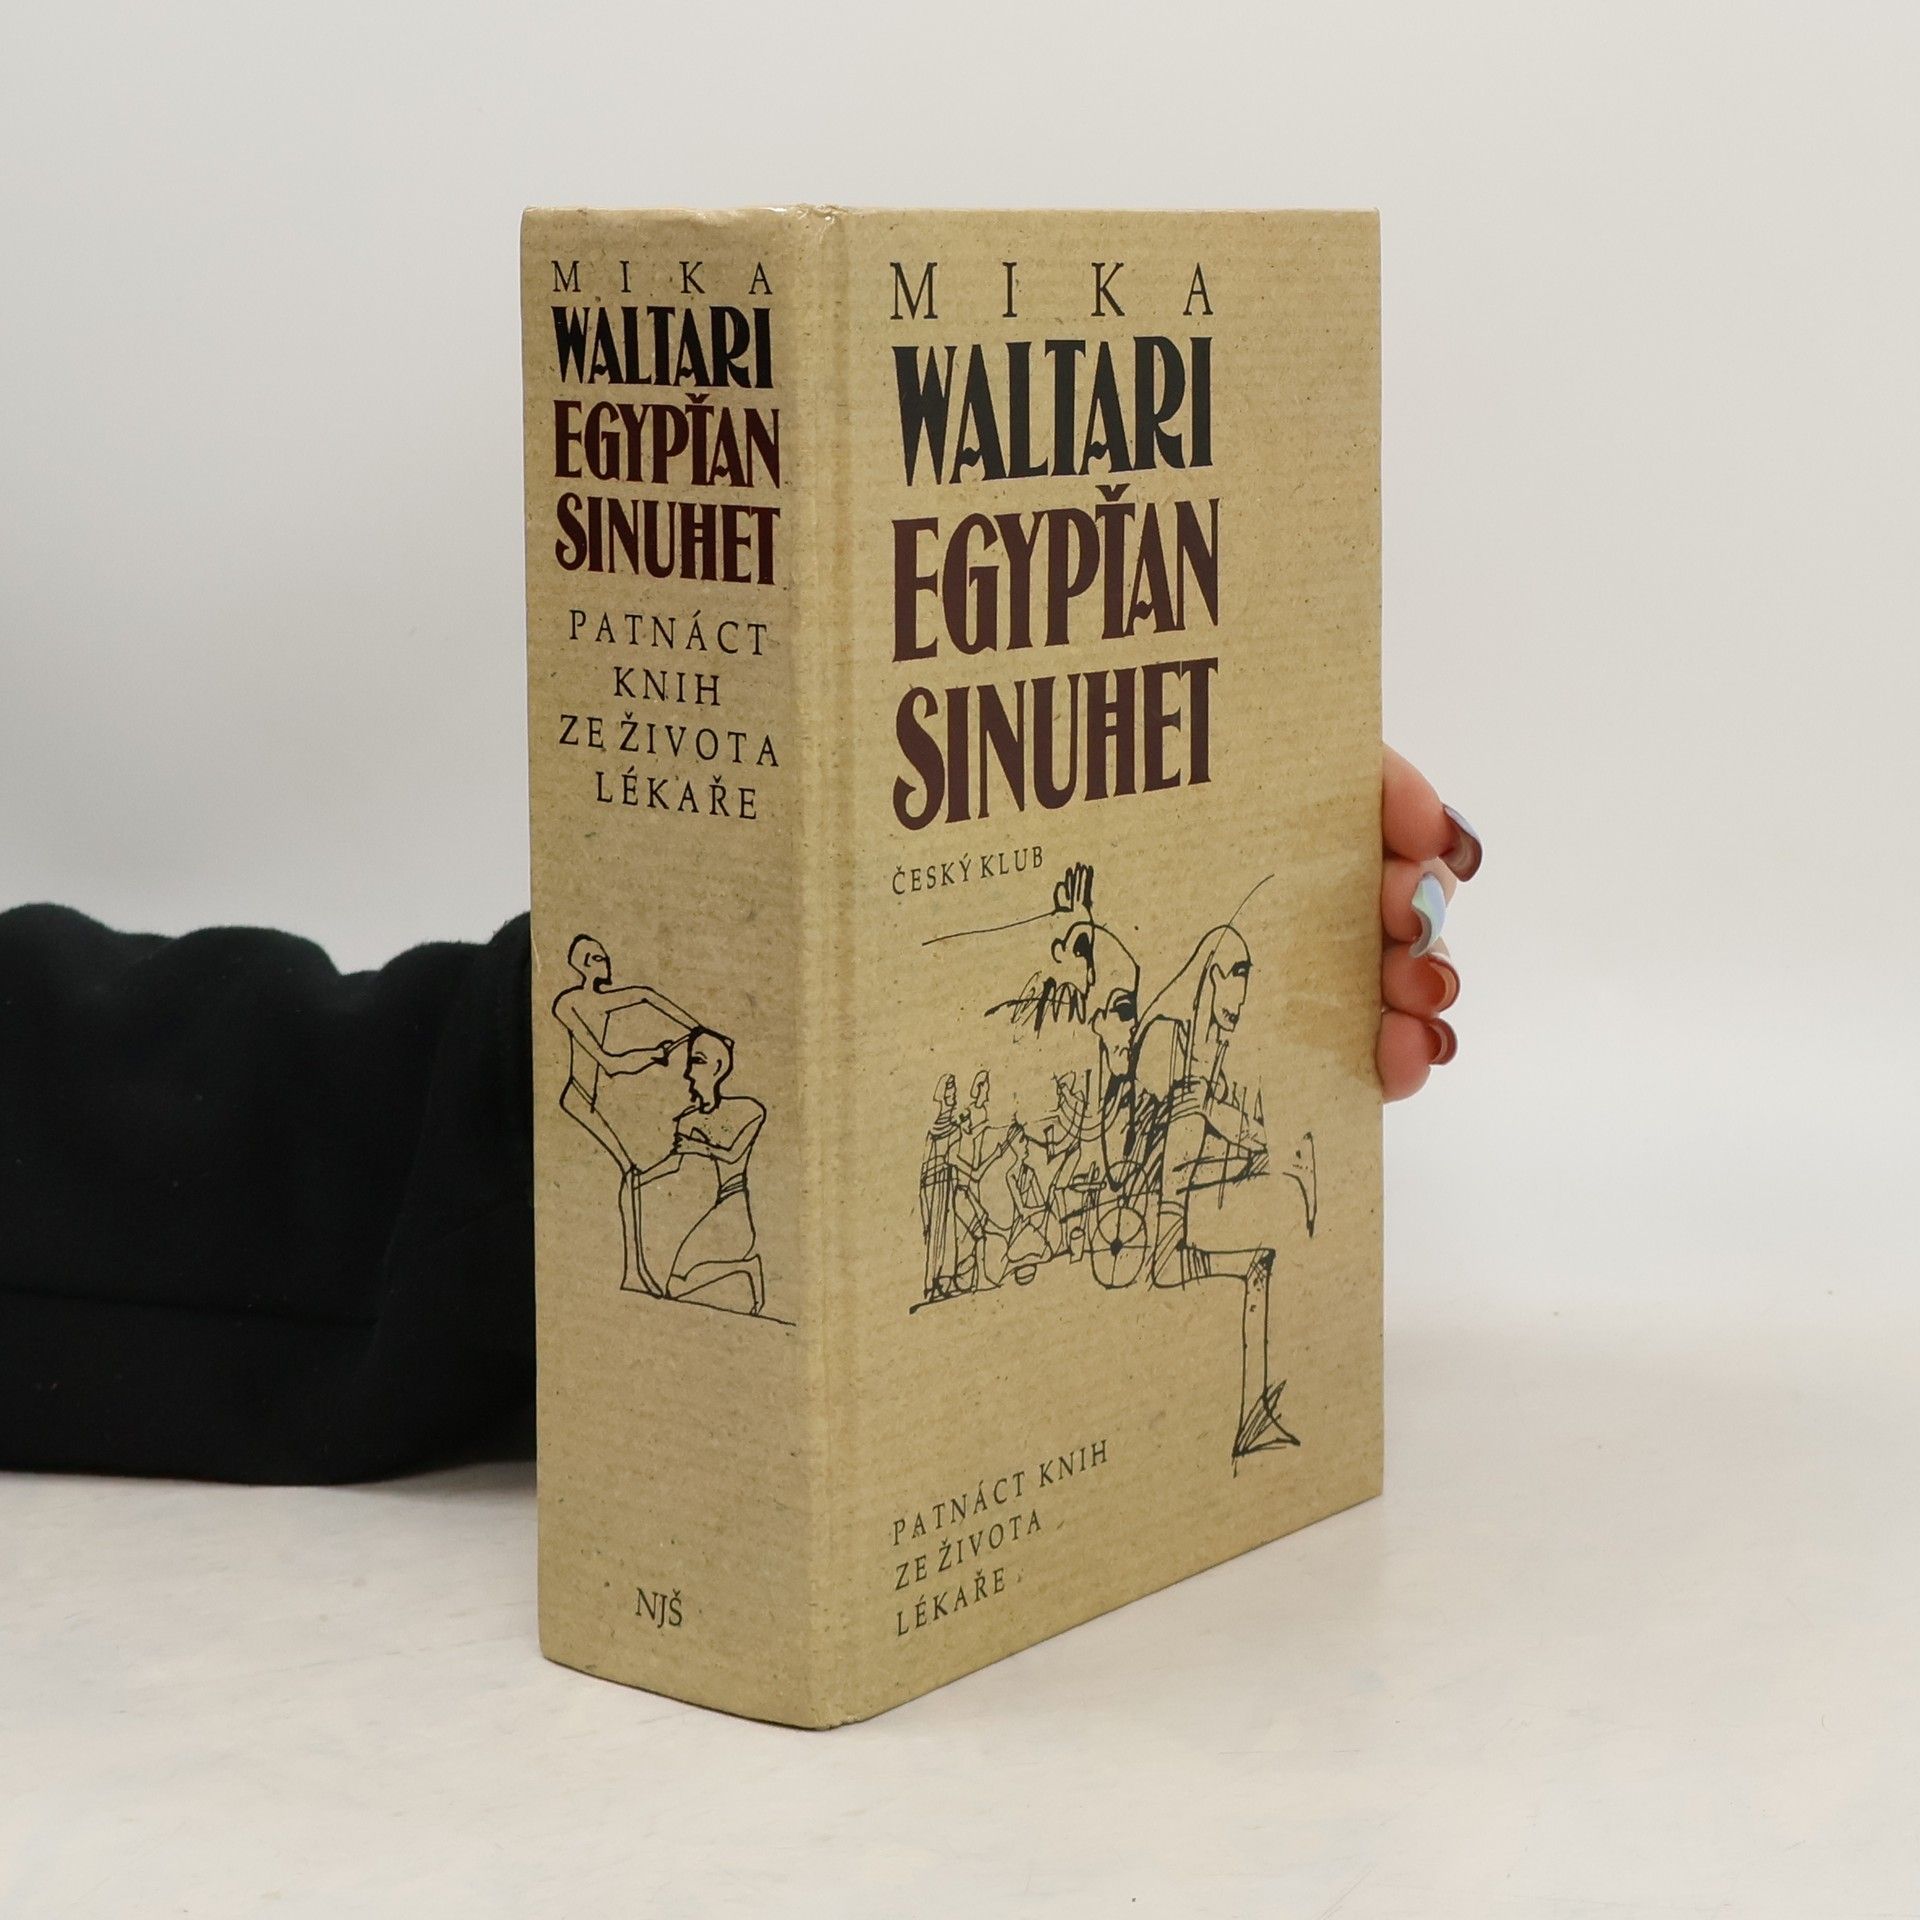 MIKA
WALTARI
EGYPŤAN
SINUHET
PATNÁCT
KNIH
ZE ŽIVOTA
LÉKAŘE
NJŠ
MIKA
WALTARI
EGYPŤAN
SINUHET
ČESKÝ KLUB
PATNÁCT KNIH
ZE ŽIVOTA
LÉKAŘE